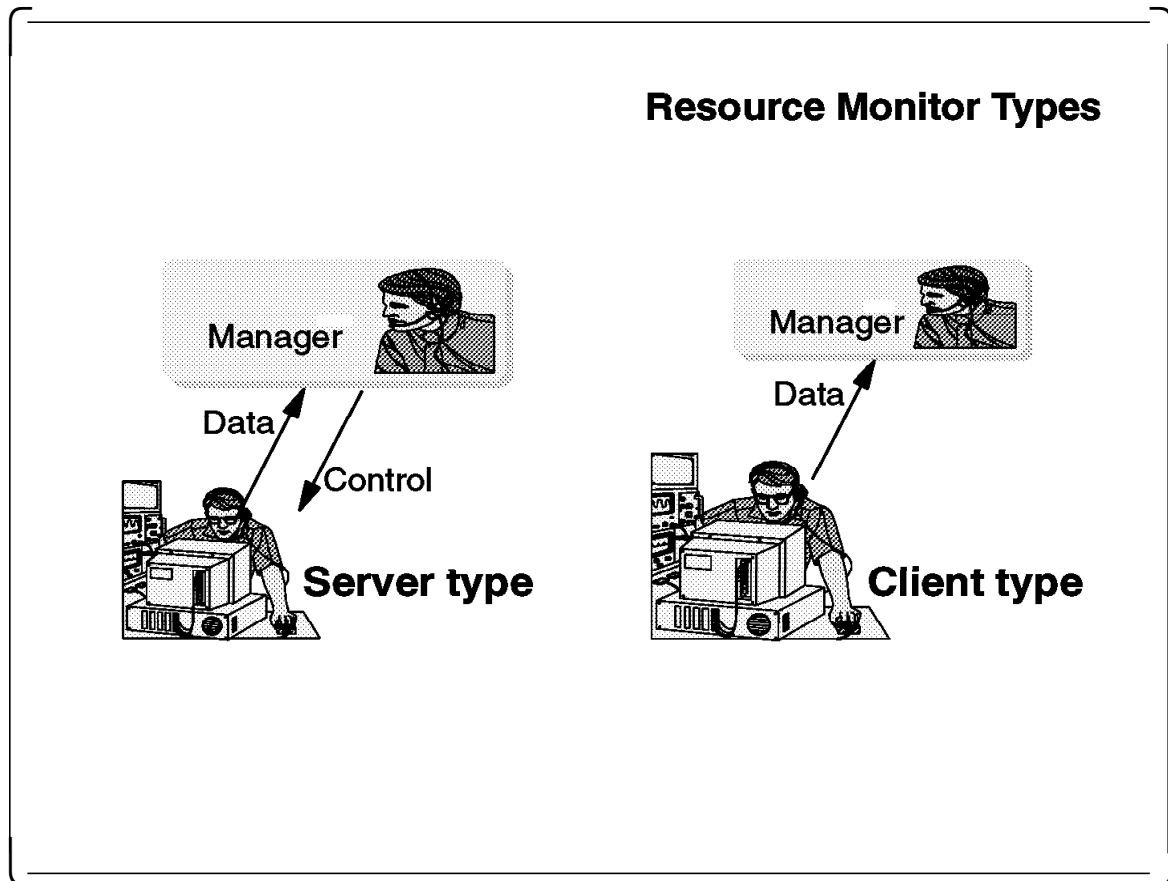 Resource Monitor Types
Manager
Data
Control
Server type
Manager
Data
Client type